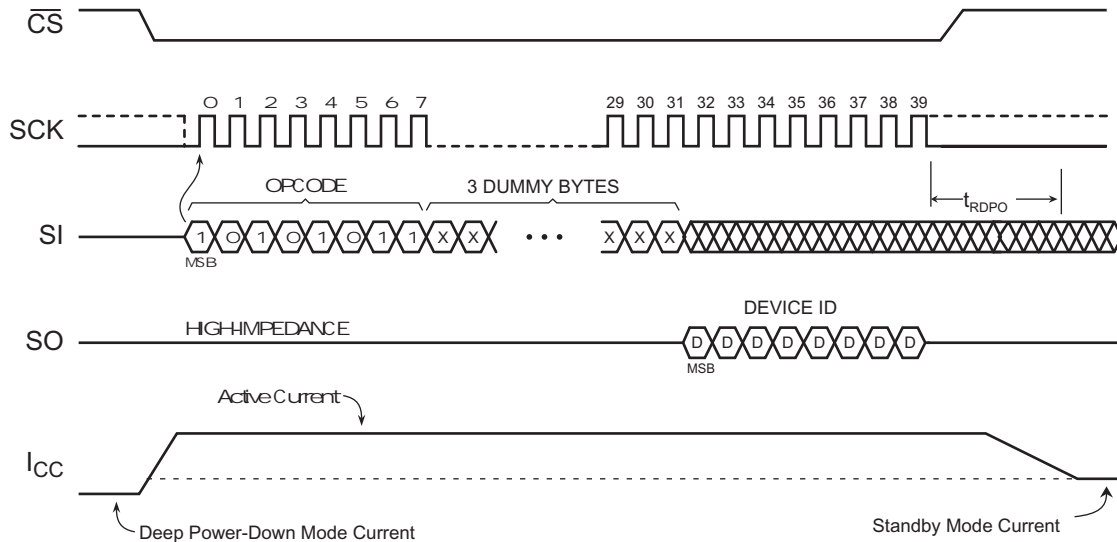 CS
SCK
0 1 2 3 4 5 6 7
29 30 31 32 33 34 35 36 37 38 39
OPCODE
3 DUMMY BYTES
tRDPO
SI
1 0 1 0 1 0 1 1 X X X X X
MSB
DEVICE ID
SO
HIGH-IMPEDANCE
D D D D D D D D
MSB
Active Current
ICC
Deep Power-Down Mode Current
Standby Mode Current